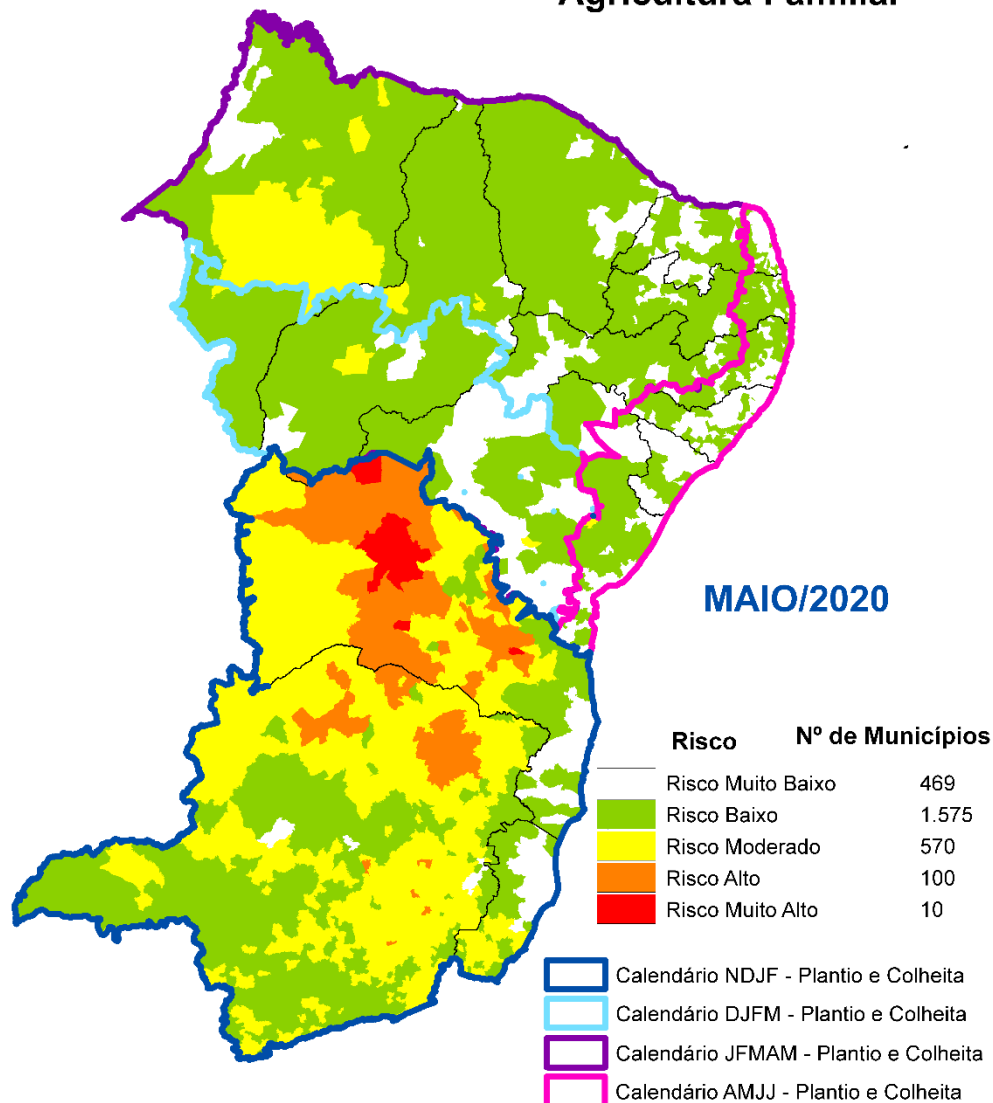 Agricultura Familiar
MAIO/2020
Risco Nº de Municípios
Risco Muito Baixo 469
Risco Baixo 1.575
Risco Moderado 570
Risco Alto 100
Risco Muito Alto 10
Calendário NDJF - Plantio e Colheita
Calendário DJFM - Plantio e Colheita
Calendário JFMAM - Plantio e Colheita
Calendário AMJJ - Plantio e Colheita